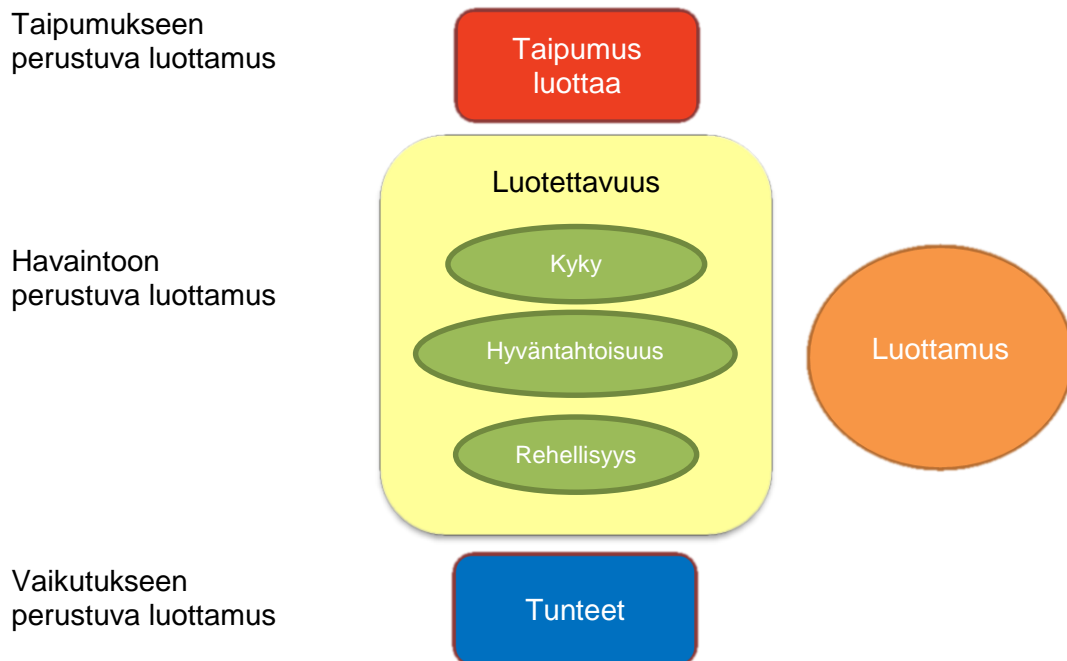 Taipumukseen
perustuva luottamus
Taipumus
luottaa
Luotettavuus
Havaintoon
perustuva luottamus
Kyky
Hyväntahtoisuus
Rehellisyys
Luottamus
Vaikutukseen
perustuva luottamus
Tunteet